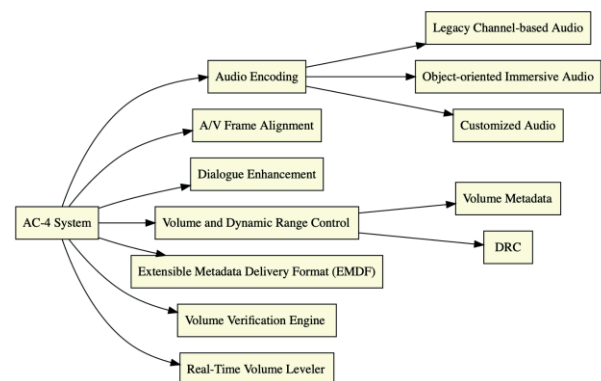 Legacy Channel-based Audio
Audio Encoding
Object-oriented Immersive Audio
A/V Frame Alignment
Customized Audio
Dialogue Enhancement
Volume Metadata
AC-4 System
Volume and Dynamic Range Control
DRC
Extensible Metadata Delivery Format (EMDF)
Volume Verification Engine
Real-Time Volume Leveler